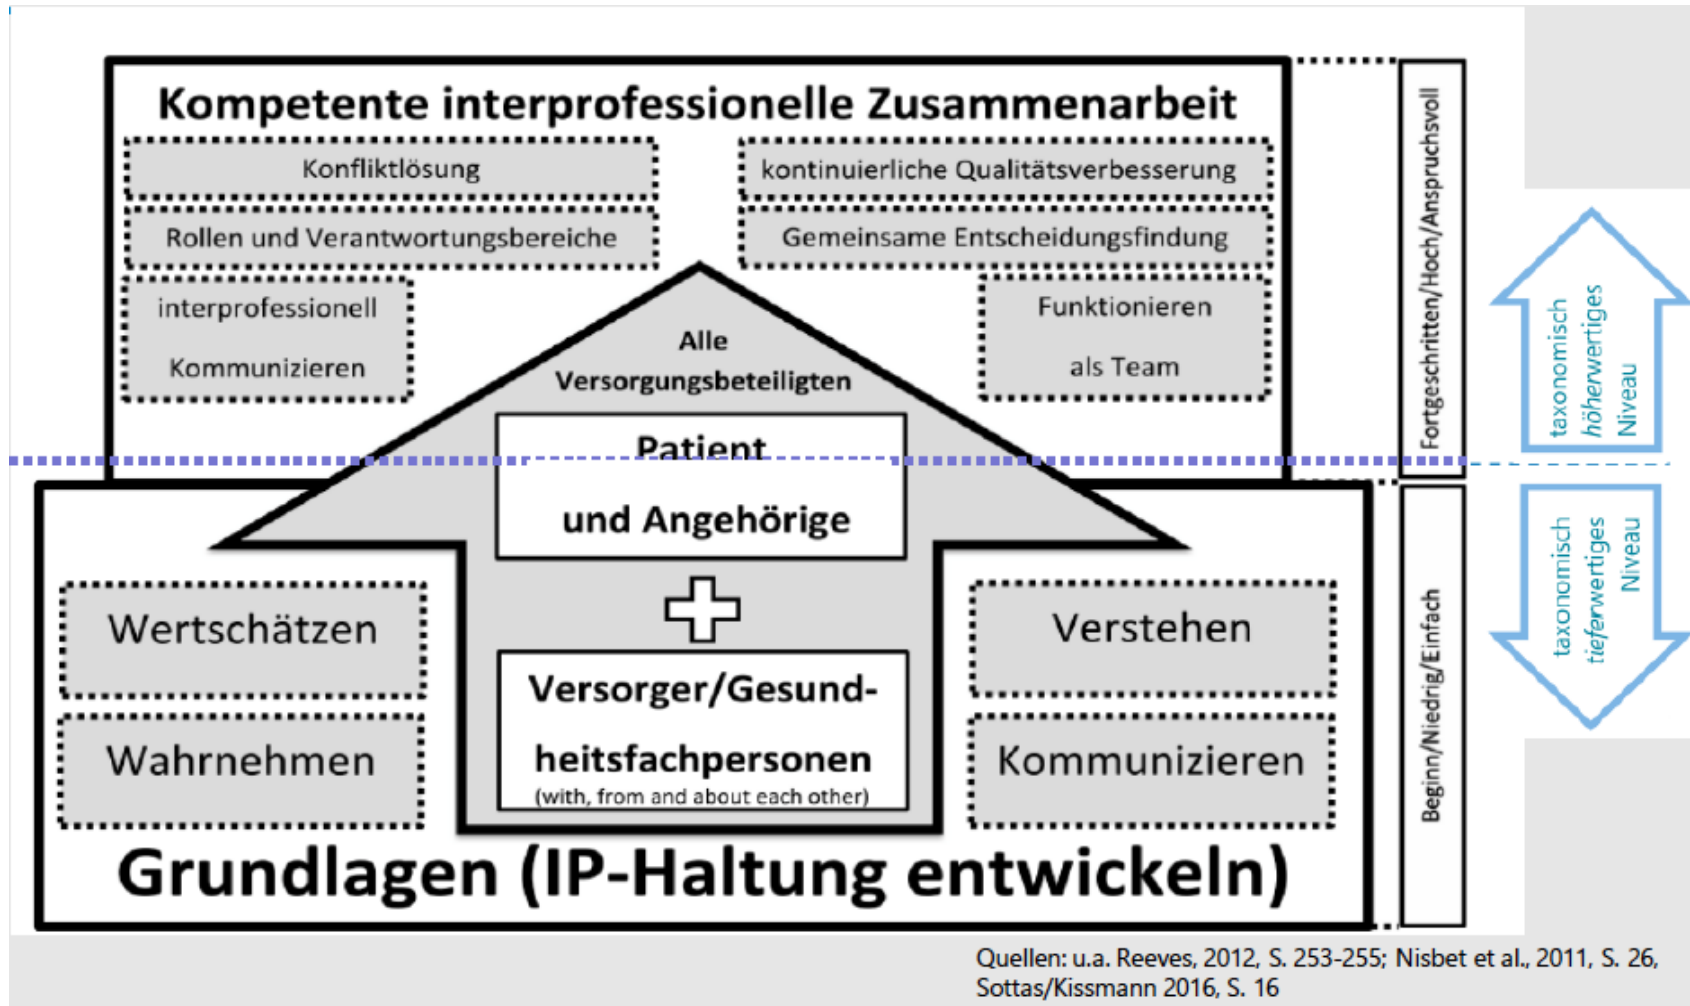 Kompetente interprofessionelle Zusammenarbeit
Konfliktlösung
kontinuierliche Qualitätsverbesserung
Rollen und Verantwortungsbereiche
Gemeinsame Entscheidungsfindung
interprofessionell
Kommunizieren
Funktionieren
als Team
Alle
Versorgungsbeteiligten
Patient
und Angehörige
Wertschätzen
Verstehen
Versorger/Gesund-
heitsfachpersonen
(with, from and about each other)
Wahrnehmen
Kommunizieren
Grundlagen (IP-Haltung entwickeln)
Fortgeschritten/Hoch/Anspruchsvoll
Beginn/Niedrig/Einfach
taxonomisch
höherwertiges
Niveau
taxonomisch
tieferwertiges
Niveau
Quellen: u.a. Reeves, 2012, S. 253-255; Nisbet et al., 2011, S. 26,
Sottas/Kissmann 2016, S. 16